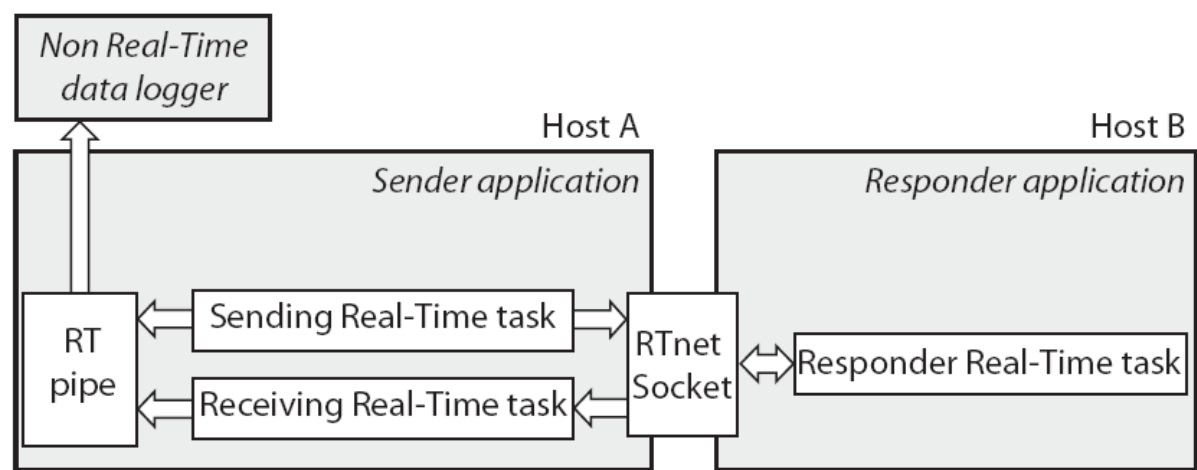 Non Real-Time
data logger
Host A
Host B
Sender application
Responder application
RT
pipe
Sending Real-Time task
Receiving Real-Time task
RTnet
Socket
Responder Real-Time task